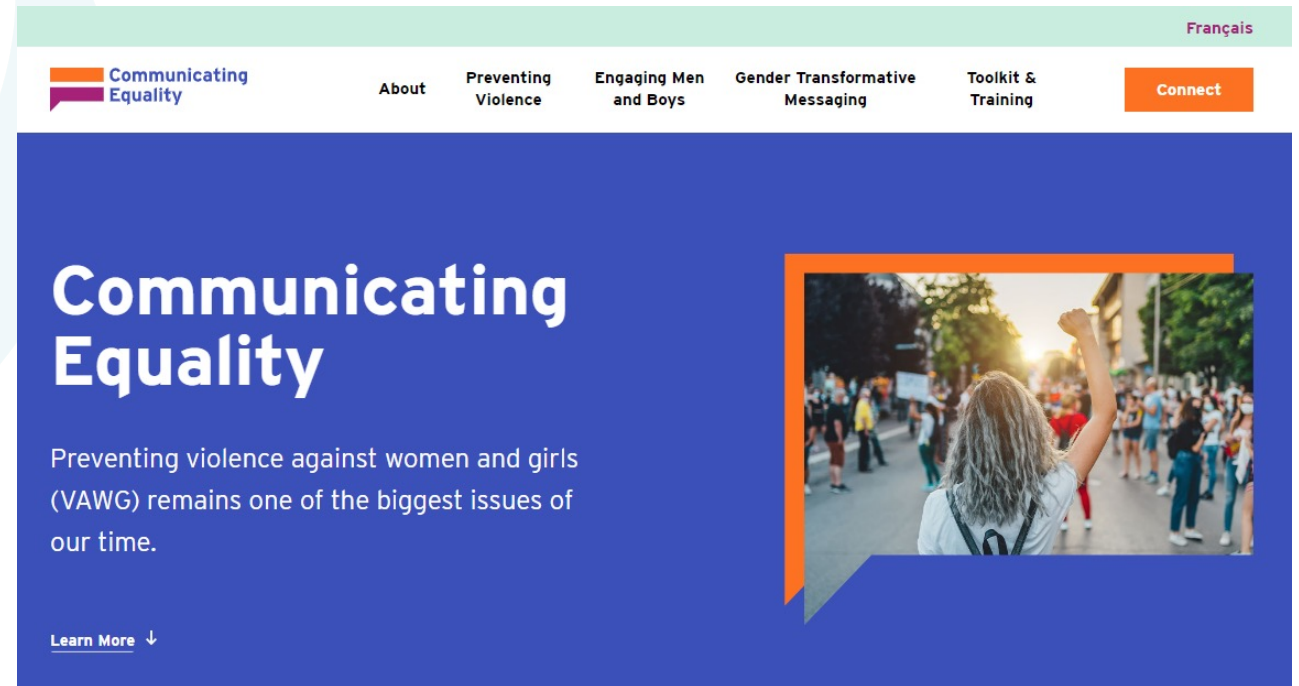 Français
Communicating
Equality
About
Preventing
Violence
Engaging Men
and Boys
Gender Transformative
Messaging
Toolkit &
Training
Connect
Communicating
Equality
Preventing violence against women and girls
(VAWG) remains one of the biggest issues of
our time.
Learn More ↓